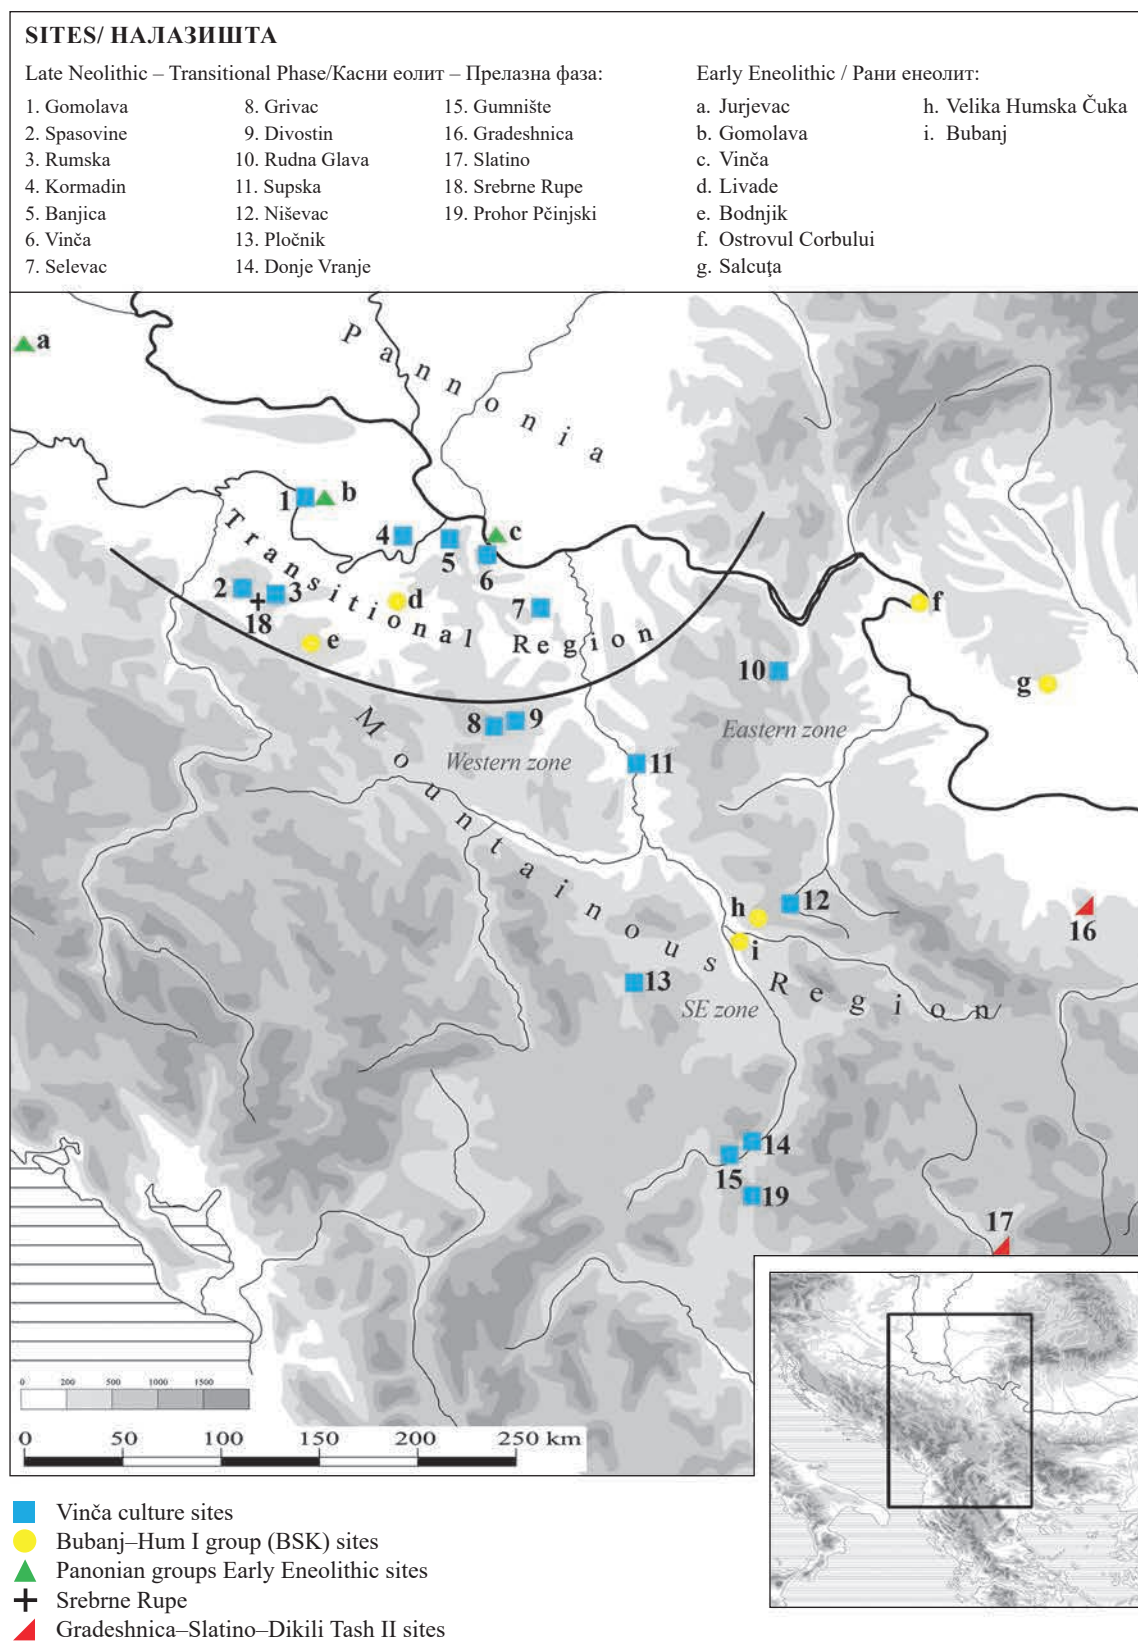 SITES/ НАЛАЗИШТА
Late Neolithic – Transitional Phase/Касни еолит – Прелазна фаза:
1. Gomolava
2. Spasovine
3. Rumska
4. Kormadin
5. Banjica
6. Vinča
7. Selevac
8. Grivac
9. Divostin
10. Rudna Glava
11. Supska
12. Niševac
13. Pločnik
14. Donje Vranje
15. Gumnište
16. Gradeshnica
17. Slatino
18. Srebrne Rupe
19. Prohor Pčinjski
Early Eneolithic / Рани енеолит:
a. Jurjevac
b. Gomolava
c. Vinča
d. Livade
e. Bodnjik
f. Ostrovul Corbului
g. Salcuţa
h. Velika Humska Čuka
i. Bubanj
a
Pannonia
1
b
4
5
c
6
Transitional Region
2
3
18
d
7
e
f
10
g
8
9
Eastern zone
Western zone
11
Mountainous Region
h
12
i
16
13
SE zone
14
15
19
17
0 200 500 1000 1500
0 50 100 150 200 250 km
Vinča culture sites
Bubanj–Hum I group (BSK) sites
Panonian groups Early Eneolithic sites
Srebrne Rupe
Gradeshnica–Slatino–Dikili Tash II sites